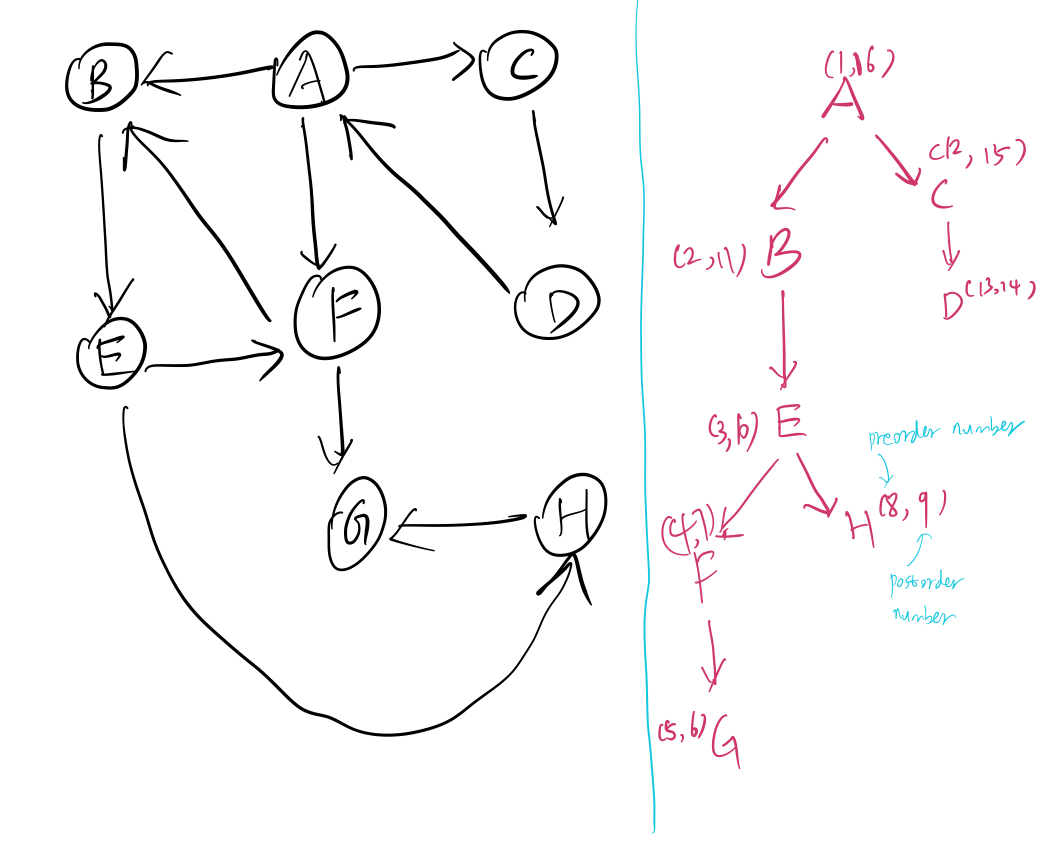 B
A
C
E
F
D
G
H
(1,16)
A
C(12, 15)
C
(2,11) B
D (13,14)
(3,10) E
preorder number
(4,7)
F
H (8, 9)
postorder
number
(5,6) G